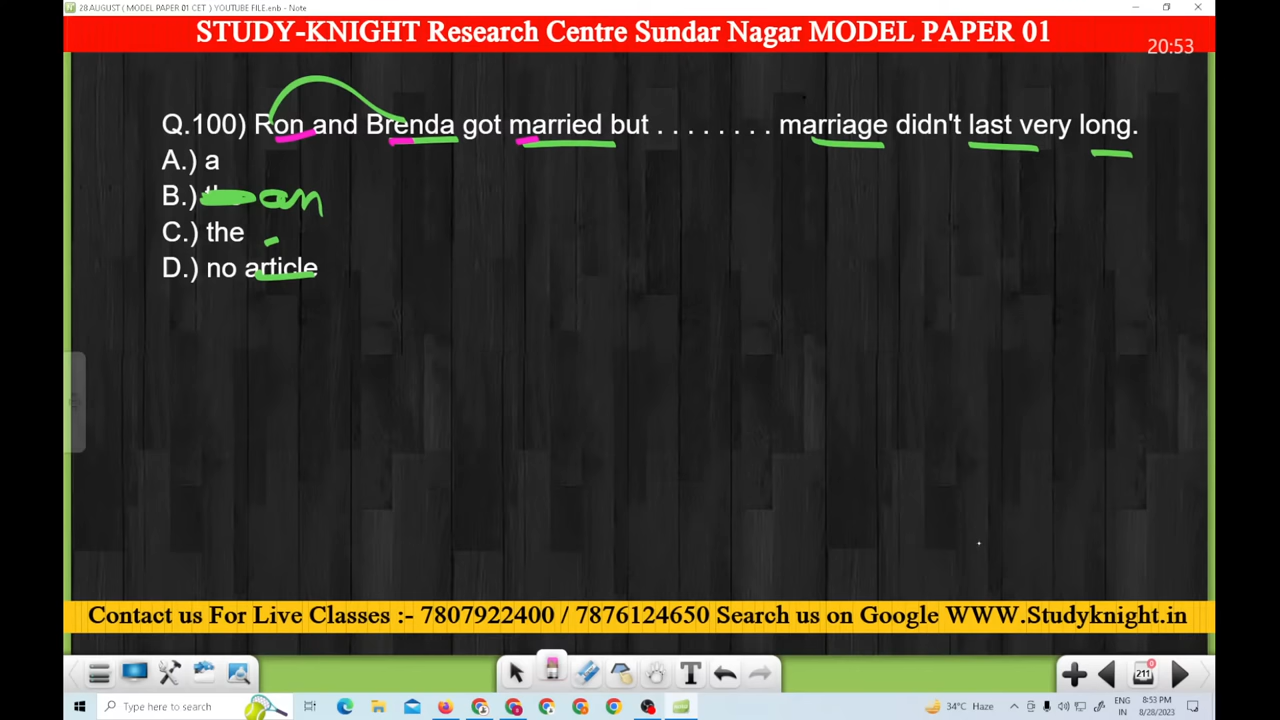 28 AUGUST ( MODEL PAPER 01 CET ) YOUTUBE FILE.enb - Note
STUDY-KNIGHT Research Centre Sundar Nagar MODEL PAPER 01
20:53
Q.100) Ron and Brenda got married but . . . . . . . . marriage didn't last very long.
A.) a
B.) an
C.) the
D.) no article
Contact us For Live Classes :- 7807922400 / 7876124650 Search us on Google WWW.Studyknight.in
T
211
9
Type here to search
34°C Haze
ENG
IN
8:53 PM
8/28/2023